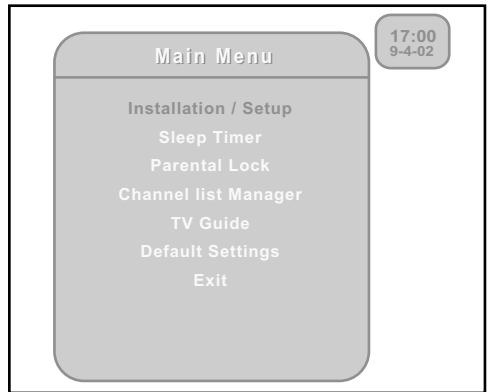 17:00
9-4-02
Main Menu
Installation / Setup
Sleep Timer
Parental Lock
Channel list Manager
TV Guide
Default Settings
Exit